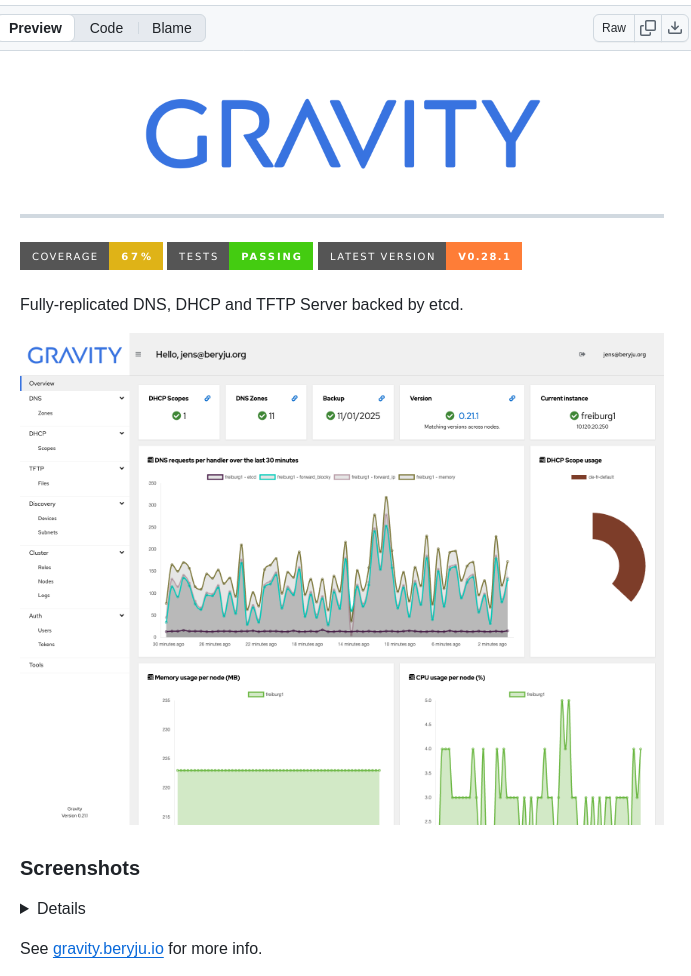 Preview Code Blame Raw
GRAVITY
COVERAGE 67% TESTS PASSING LATEST VERSION V0.28.1
Fully-replicated DNS, DHCP and TFTP Server backed by etcd.
GRAVITY Hello, jens@beryju.org jens@beryju.org
Overview
DNS
Zones
DHCP
Scopes
TFTP
Files
Discovery
Devices
Subnets
Cluster
Roles
Nodes
Logs
Auth
Users
Tokens
Tools
Gravity
DHCP Scopes
1
DNS Zones
11
Backup
11/01/2025
Version
0.21.1
Matching versions across nodes.
Current instance
freiburg1
10.120.20.250
DNS requests per handler over the last 30 minutes
freiburg1 - etcd freiburg1 - forward_blocky freiburg1 - forward_ip freiburg1 - memory
350
300
250
200
150
100
50
0
30 minutes ago 26 minutes ago 22 minutes ago 18 minutes ago 14 minutes ago 10 minutes ago 6 minutes ago 2 minutes ago
DHCP Scope usage
Memory usage per node (MB)
freiburg1
235
230
225
220
215
CPU usage per node (%)
freiburg1
5.0
4.5
4.0
3.5
3.0
2.5
Screenshots
Details
See gravity.beryju.io for more info.